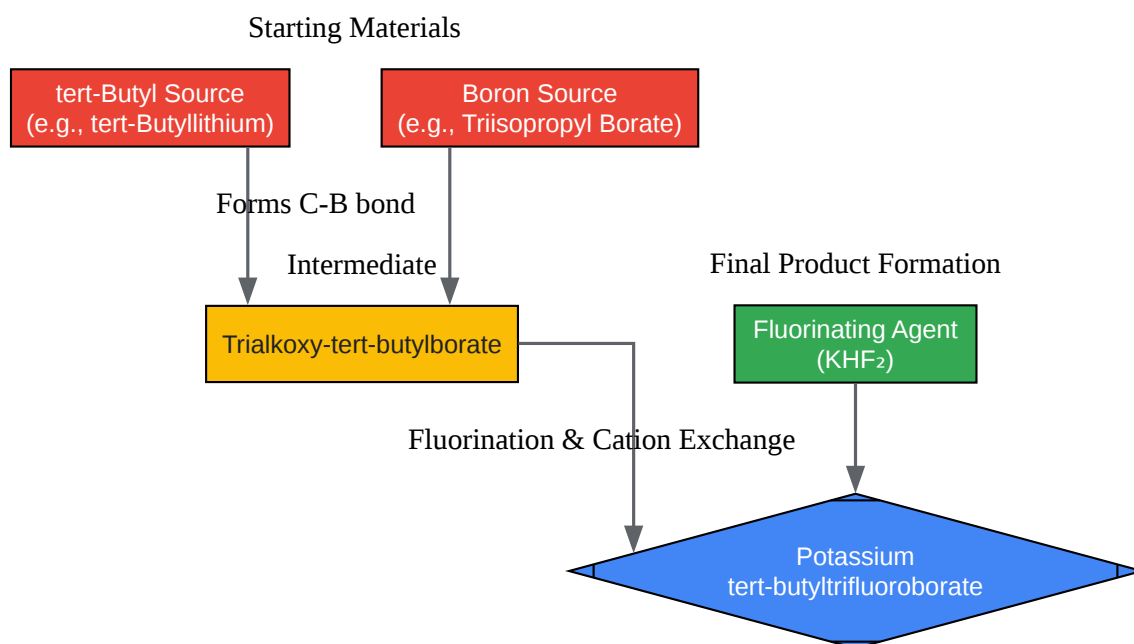 Starting Materials
tert-Butyl Source
(e.g., tert-Butyllithium)
Boron Source
(e.g., Triisopropyl Borate)
Forms C-B bond
Intermediate
Final Product Formation
Trialkoxy-tert-butylborate
Fluorinating Agent
(KHF₂)
Fluorination & Cation Exchange
Potassium
tert-butyltrifluoroborate